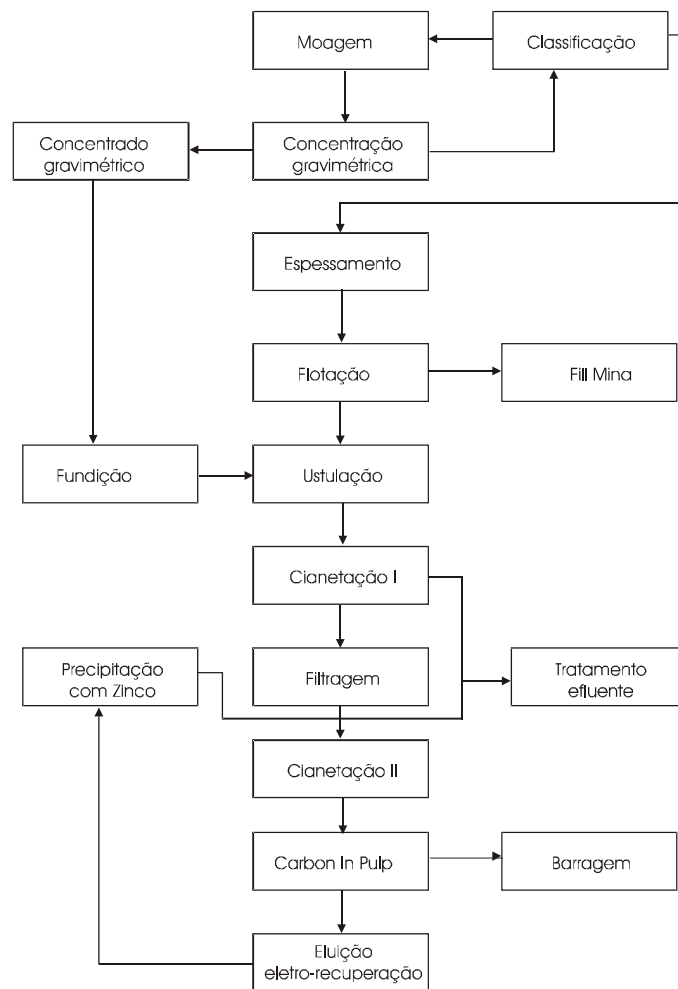 Moagem
Classificação
Concentrado
gravimétrico
Concentração
gravimétrica
Espessamento
Flotação
Fill Mina
Fundição
Ustulação
Cianetação I
Precipitação
com Zinco
Filtragem
Tratamento
efluente
Cianetação II
Carbon In Pulp
Barragem
Eluição
eletro-recuperação